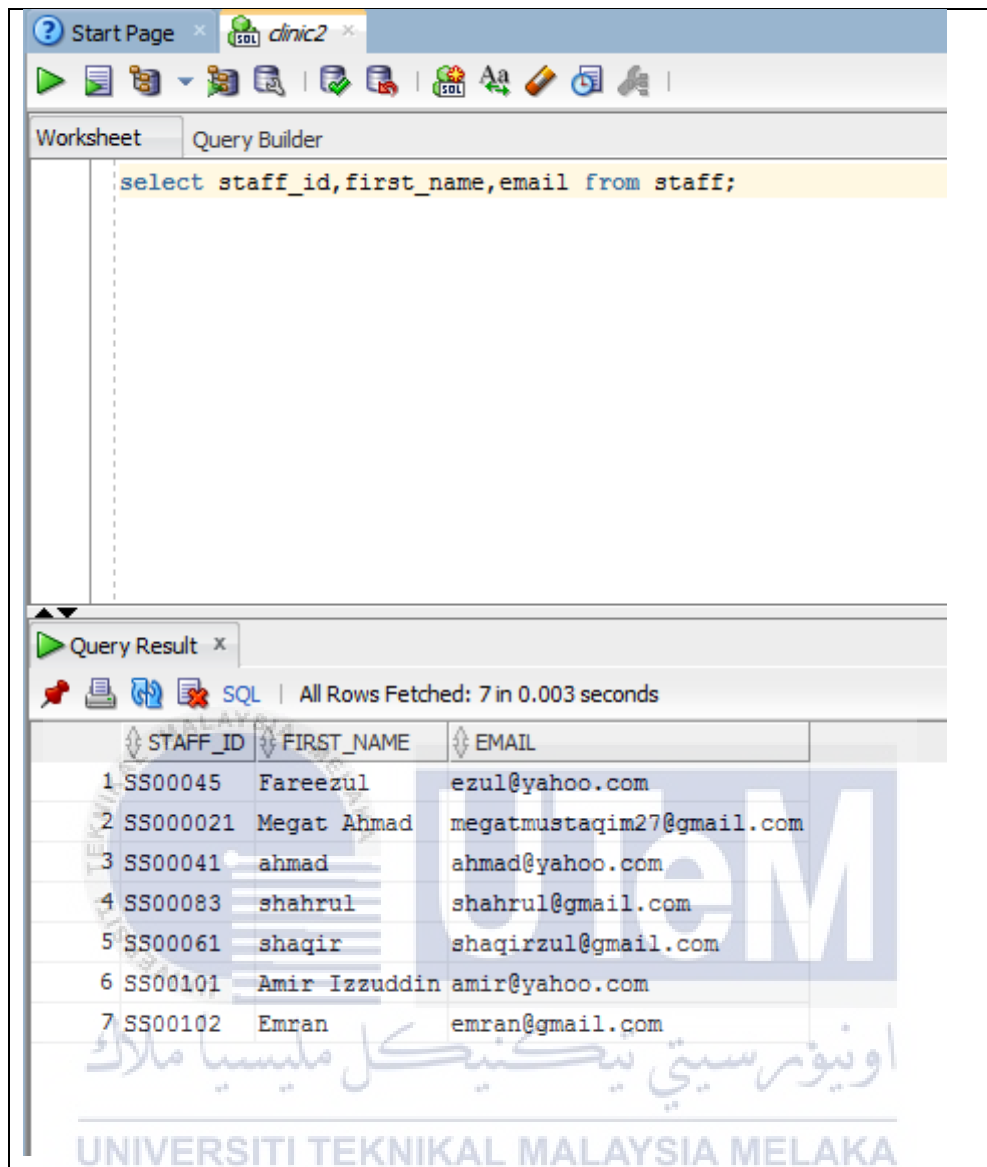 Start Page clinic2
Worksheet Query Builder
select staff_id,first_name,email from staff;
Query Result
SQL | All Rows Fetched: 7 in 0.003 seconds
STAFF_ID FIRST_NAME EMAIL
1 SS00045 Fareezul ezul@yahoo.com
2 SS000021 Megat Ahmad megatmustaqim27@gmail.com
3 SS00041 ahmad ahmad@yahoo.com
4 SS00083 shahrul shahrul@gmail.com
5 SS00061 shaqir shaqirzul@gmail.com
6 SS00101 Amir Izzuddin amir@yahoo.com
7 SS00102 Emran emran@gmail.com
UTeM
اونيۏرسيتي تيكنيكل مليسيا ملاك
UNIVERSITI TEKNIKAL MALAYSIA MELAKA